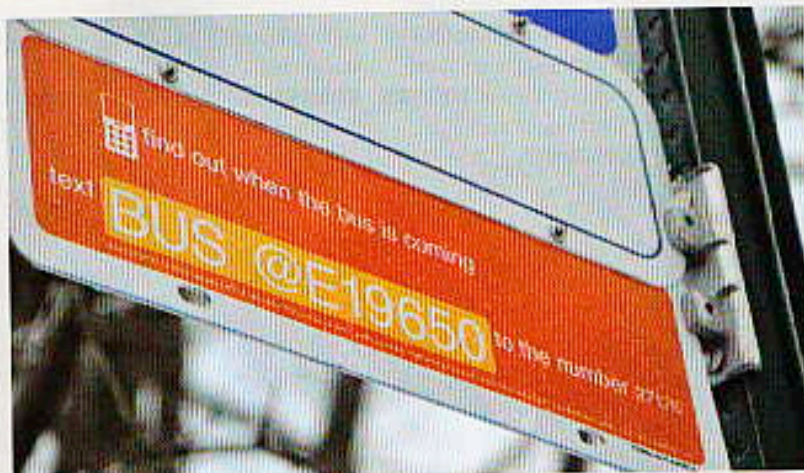 find out when the bus is coming
text BUS @E19650 to the number